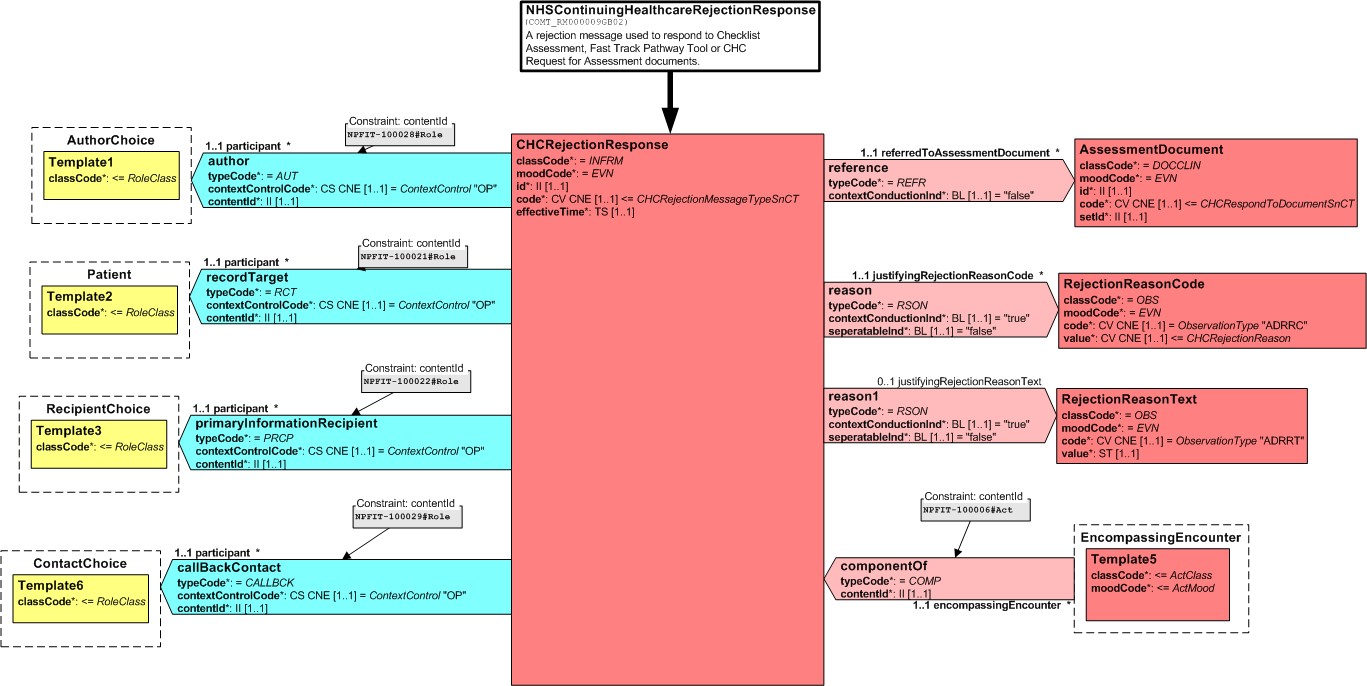 NHSContinuingHealthcareRejectionResponse
(COMT_RM000009GB02)
A rejection message used to respond to Checklist
Assessment, Fast Track Pathway Tool or CHC
Request for Assessment documents.
AuthorChoice
Template1
classCode*: <= RoleClass
Constraint: contentId
NPFIT-100028#Role
1..1 participant *
author
typeCode*: = AUT
contextControlCode*: CS CNE [1..1] = ContextControl "OP"
contentId*: II [1..1]
Patient
Template2
classCode*: <= RoleClass
Constraint: contentId
NPFIT-100021#Role
1..1 participant *
recordTarget
typeCode*: = RCT
contextControlCode*: CS CNE [1..1] = ContextControl "OP"
contentId*: II [1..1]
RecipientChoice
Template3
classCode*: <= RoleClass
Constraint: contentId
NPFIT-100022#Role
1..1 participant *
primaryInformationRecipient
typeCode*: = PRCP
contextControlCode*: CS CNE [1..1] = ContextControl "OP"
contentId*: II [1..1]
ContactChoice
Template6
classCode*: <= RoleClass
Constraint: contentId
NPFIT-100029#Role
1..1 participant *
callBackContact
typeCode*: = CALLBCK
contextControlCode*: CS CNE [1..1] = ContextControl "OP"
contentId*: II [1..1]
CHCRejectionResponse
classCode*: = INFRM
moodCode*: = EVN
id*: II [1..1]
code*: CV CNE [1..1] <= CHCRejectionMessageTypeSnCT
effectiveTime*: TS [1..1]
1..1 referredToAssessmentDocument *
reference
typeCode*: = REFR
contextConductionInd*: BL [1..1] = "false"
AssessmentDocument
classCode*: = DOCCLIN
moodCode*: = EVN
id*: II [1..1]
code*: CV CNE [1..1] <= CHCRespondToDocumentSnCT
setId*: II [1..1]
1..1 justifyingRejectionReasonCode *
reason
typeCode*: = RSON
contextConductionInd*: BL [1..1] = "true"
seperatableInd*: BL [1..1] = "false"
RejectionReasonCode
classCode*: = OBS
moodCode*: = EVN
code*: CV CNE [1..1] = ObservationType "ADRRC"
value*: CV CNE [1..1] <= CHCRejectionReason
0..1 justifyingRejectionReasonText
reason1
typeCode*: = RSON
contextConductionInd*: BL [1..1] = "true"
seperatableInd*: BL [1..1] = "false"
RejectionReasonText
classCode*: = OBS
moodCode*: = EVN
code*: CV CNE [1..1] = ObservationType "ADRRT"
value*: ST [1..1]
Constraint: contentId
NPFIT-100006#Act
componentOf
typeCode*: = COMP
contentId*: II [1..1]
1..1 encompassingEncounter *
EncompassingEncounter
Template5
classCode*: <= ActClass
moodCode*: <= ActMood